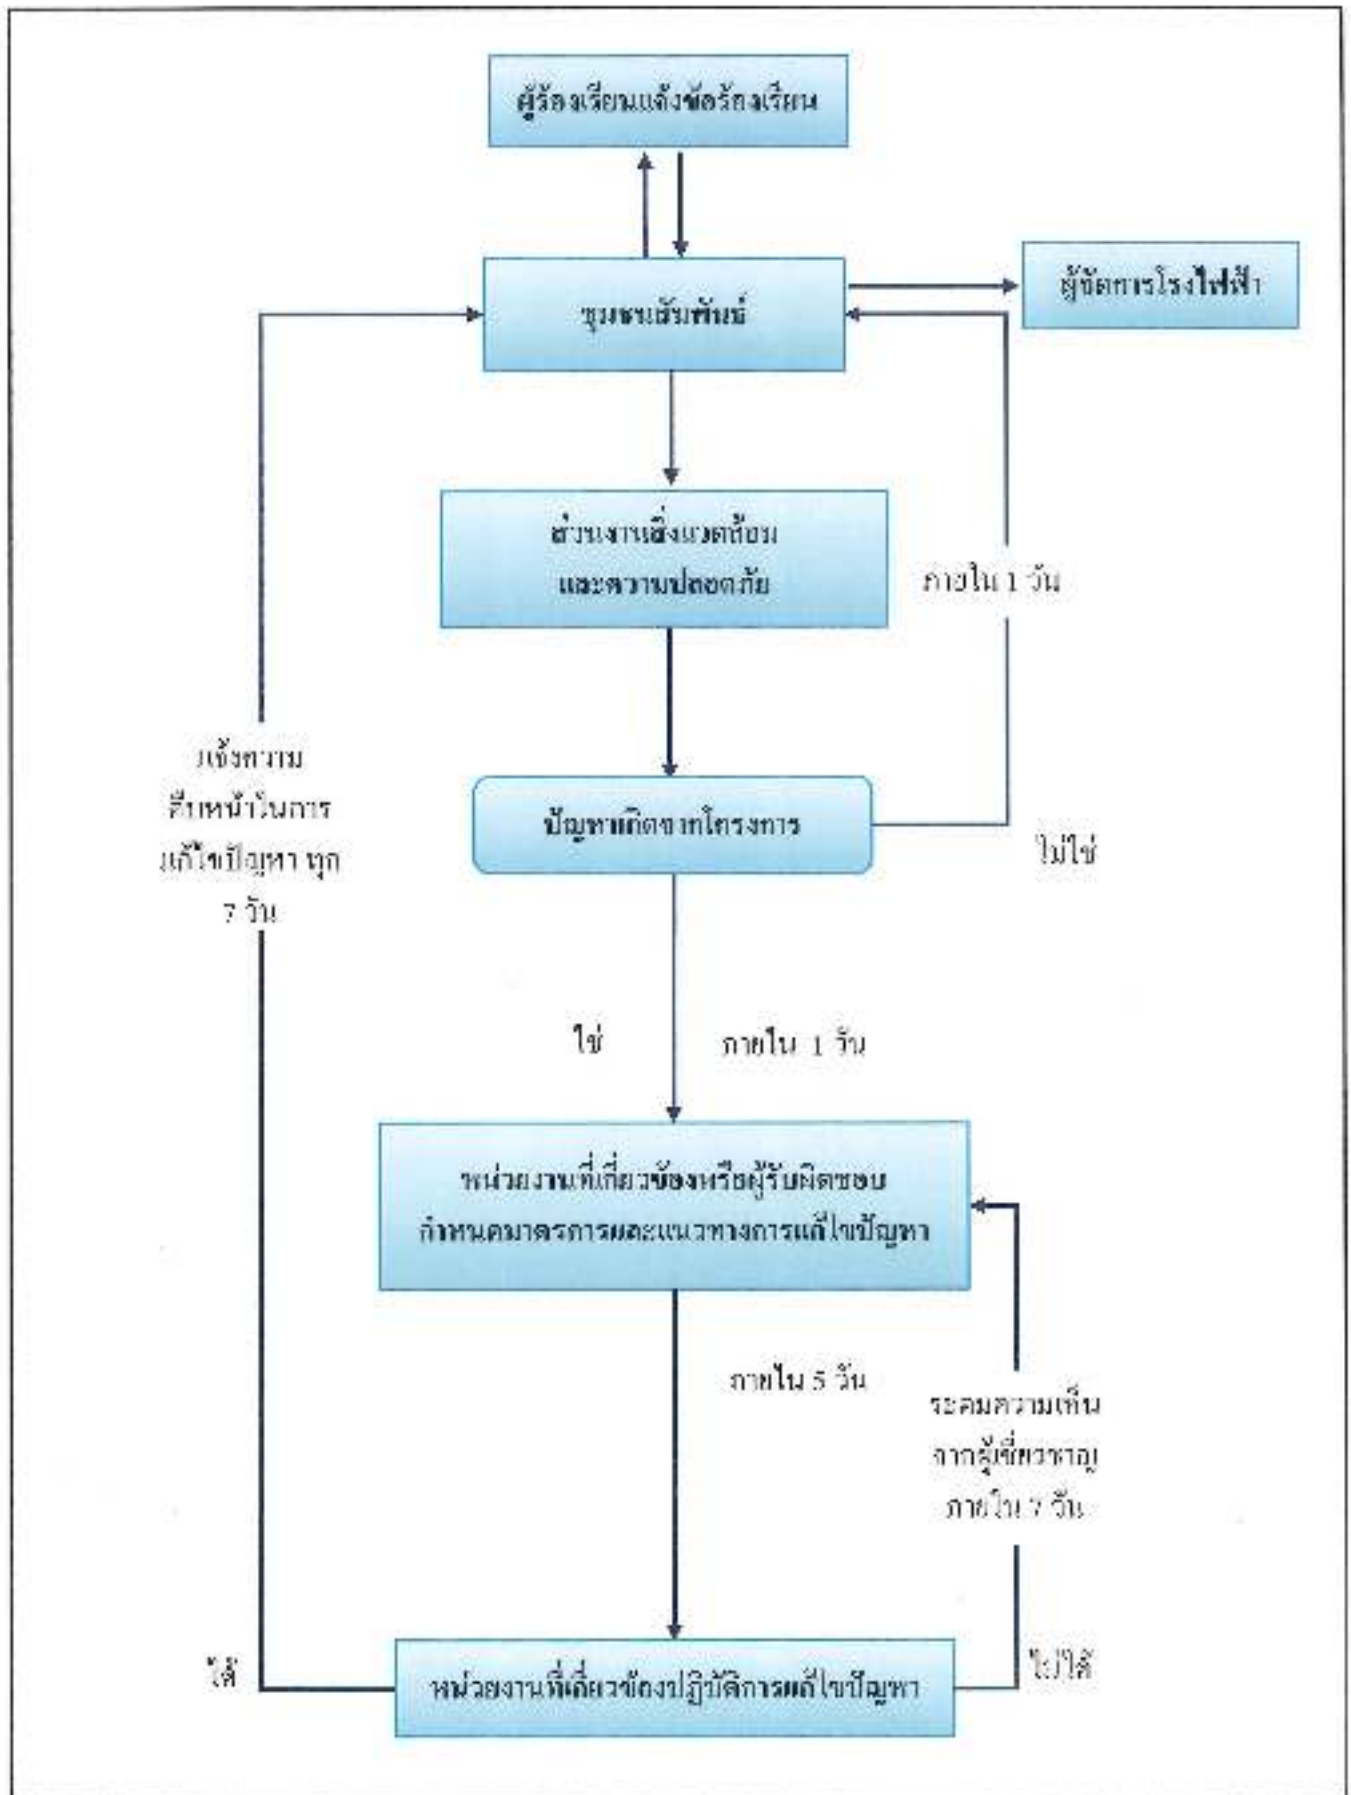 ผู้ร้องเรียนแจ้งข้อร้องเรียน
ผู้จัดการโรงไฟฟ้า
ชุมชนสัมพันธ์
ส่วนงานสิ่งแวดล้อม
และความปลอดภัย
ภายใน 1 วัน
แจ้งความ
คืบหน้าในการ
แก้ไขปัญหา ทุก
7 วัน
ปัญหาเกิดจากโครงการ
ไม่ใช่
ใช่
ภายใน 1 วัน
หน่วยงานที่เกี่ยวข้องหรือผู้รับผิดชอบ
กำหนดมาตรการและแนวทางการแก้ไขปัญหา
ภายใน 5 วัน
ระดมความเห็น
จากผู้เชี่ยวชาญ
ภายใน 7 วัน
ได้
หน่วยงานที่เกี่ยวข้องปฏิบัติการแก้ไขปัญหา
ไม่ได้